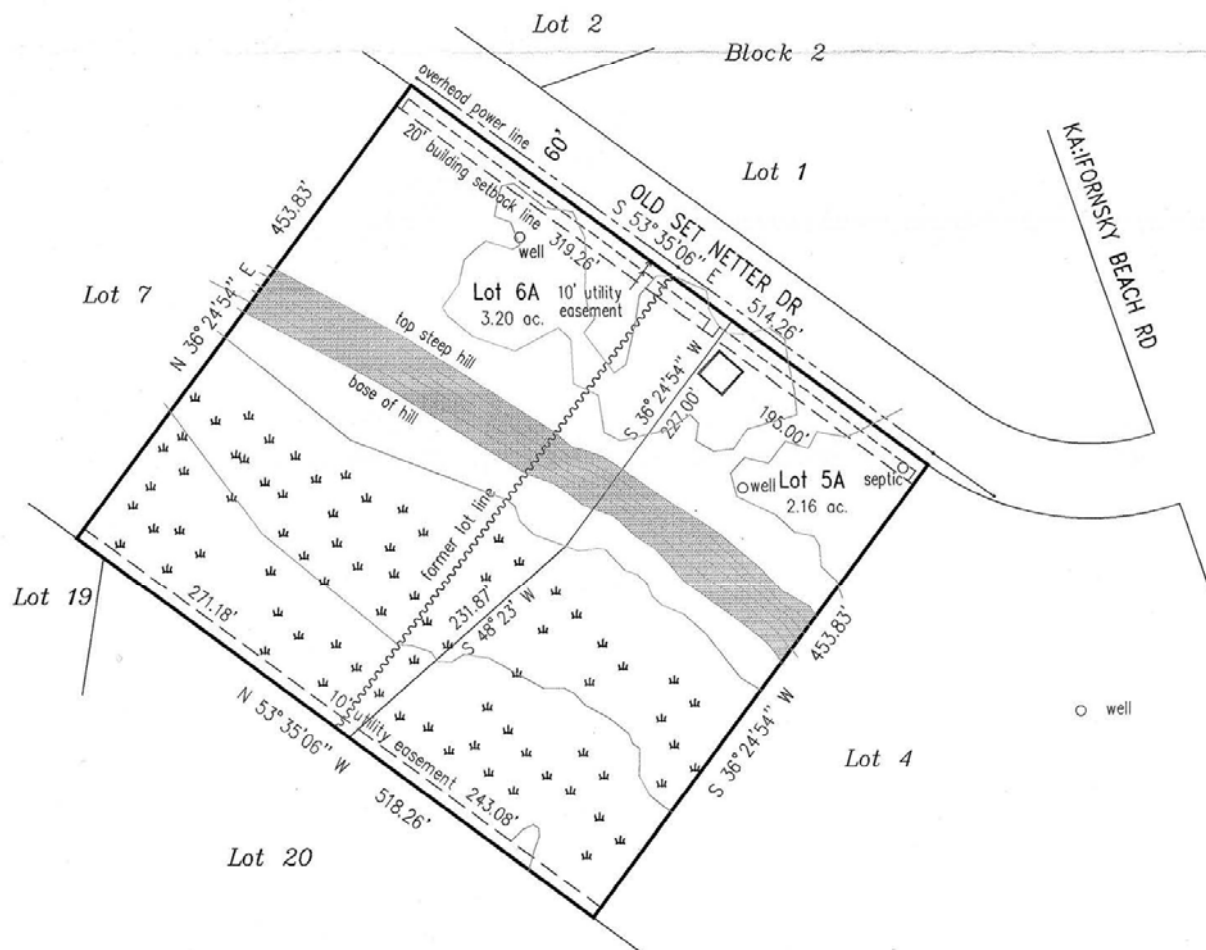 Lot 2
Block 2
overhead power line
60'
Lot 1
KA:IFORNSKY BEACH RD
20' building setback line
OLD SET NETTER DR
S 53°35'06" E
514.26'
319.26'
453.83'
N 36°24'54" E
Lot 7
well
Lot 6A
3.20 ac.
10' utility
easement
top steep hill
base of hill
S 36°24'54" W
227.00'
195.00'
well
Lot 5A
2.16 ac.
septic
former lot line
231.87'
S 48°23' W
453.83'
S 36°24'54" W
well
Lot 4
Lot 19
271.18'
10' utility easement
243.08'
N 53°35'06" W
518.26'
Lot 20